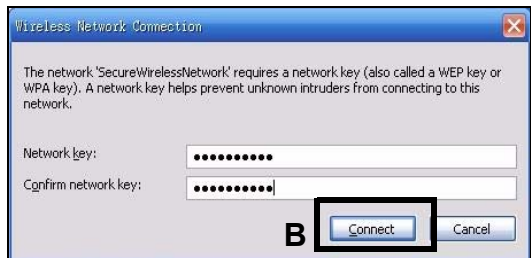 Wireless Network Connection
The network 'SecureWirelessNetwork' requires a network key (also called a WEP key or
WPA key). A network key helps prevent unknown intruders from connecting to this
network.
Network key: ••••••••••
Confirm network key: ••••••••••
B Connect Cancel